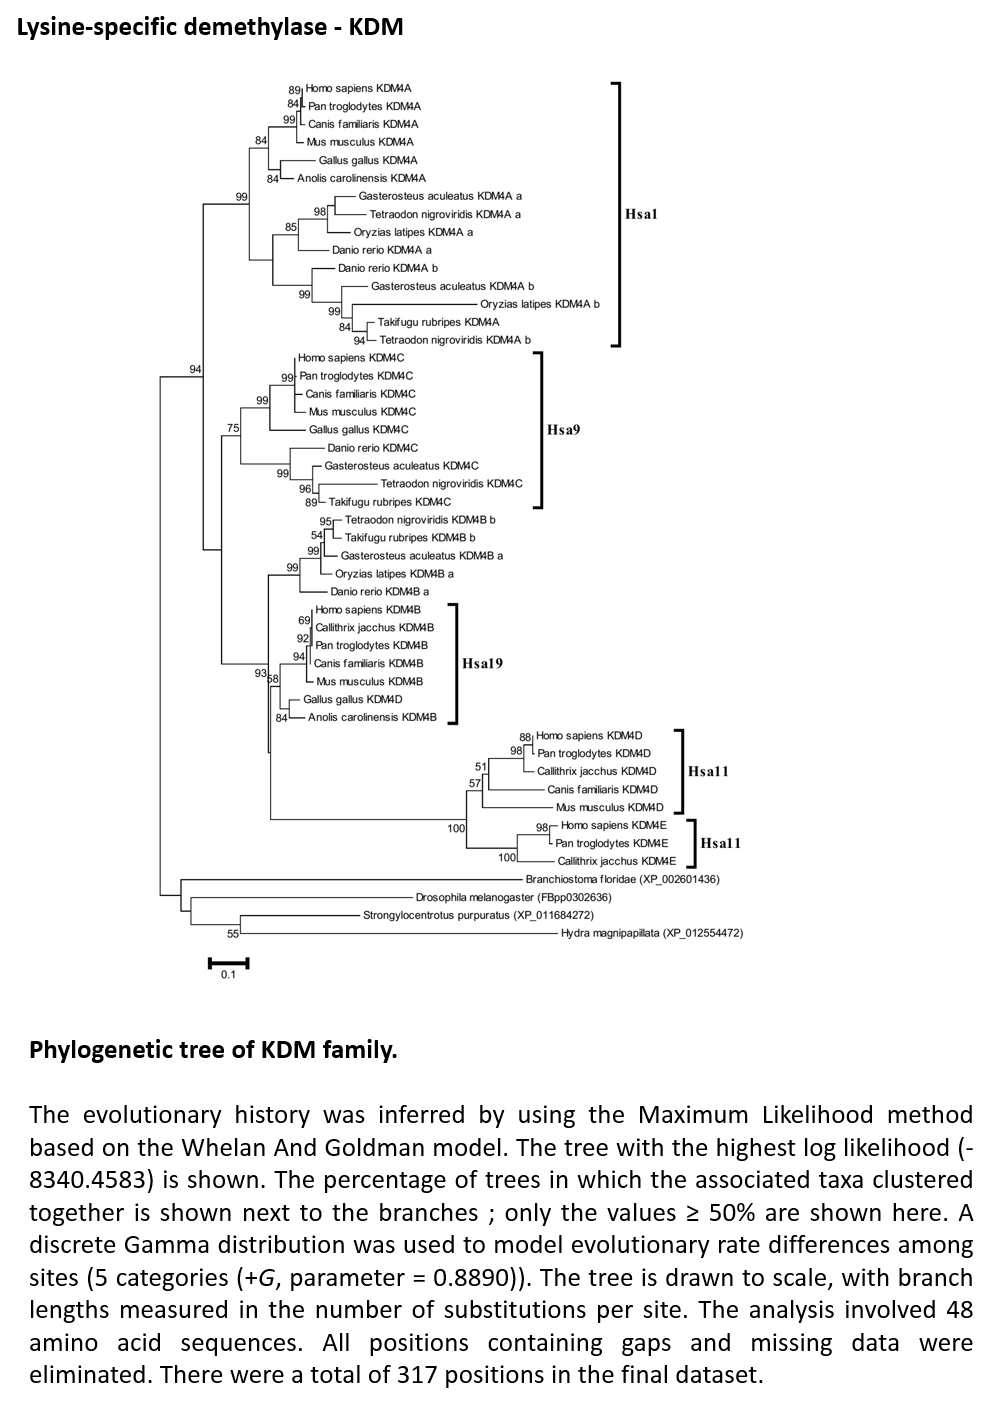 Lysine-specific demethylase - KDM
89
Homo sapiens KDM4A
84
Pan troglodytes KDM4A
99
Canis familiaris KDM4A
84
Mus musculus KDM4A
Gallus gallus KDM4A
84
Anolis carolinensis KDM4A
99
Gasterosteus aculeatus KDM4A a
98
Tetraodon nigroviridis KDM4A a
Hsa1
85
Oryzias latipes KDM4A a
Danio rerio KDM4A a
Danio rerio KDM4A b
99
Gasterosteus aculeatus KDM4A b
99
Oryzias latipes KDM4A b
84
Takifugu rubripes KDM4A
94
Tetraodon nigroviridis KDM4A b
Homo sapiens KDM4C
94
99
Pan troglodytes KDM4C
Canis familiaris KDM4C
99
Mus musculus KDM4C
75
Gallus gallus KDM4C
Hsa9
Danio rerio KDM4C
99
Gasterosteus aculeatus KDM4C
96
Tetraodon nigroviridis KDM4C
89
Takifugu rubripes KDM4C
95
Tetraodon nigroviridis KDM4B b
54
Takifugu rubripes KDM4B b
99
Gasterosteus aculeatus KDM4B a
99
Oryzias latipes KDM4B a
Danio rerio KDM4B a
Homo sapiens KDM4B
69
Callithrix jacchus KDM4B
92
Pan troglodytes KDM4B
94
Canis familiaris KDM4B
Hsa19
93
58
Mus musculus KDM4B
Gallus gallus KDM4D
84
Anolis carolinensis KDM4B
88
Homo sapiens KDM4D
98
Pan troglodytes KDM4D
51
Callithrix jacchus KDM4D
Hsa11
57
Canis familiaris KDM4D
Mus musculus KDM4D
100
98
Homo sapiens KDM4E
Pan troglodytes KDM4E
Hsa11
100
Callithrix jacchus KDM4E
Branchiostoma floridae (XP_002601436)
Drosophila melanogaster (FBpp0302636)
Strongylocentrotus purpuratus (XP_011684272)
55
Hydra magnipapillata (XP_012554472)
0.1
Phylogenetic tree of KDM family.
The evolutionary history was inferred by using the Maximum Likelihood method
based on the Whelan And Goldman model. The tree with the highest log likelihood (-
8340.4583) is shown. The percentage of trees in which the associated taxa clustered
together is shown next to the branches ; only the values ≥ 50% are shown here. A
discrete Gamma distribution was used to model evolutionary rate differences among
sites (5 categories (+G, parameter = 0.8890)). The tree is drawn to scale, with branch
lengths measured in the number of substitutions per site. The analysis involved 48
amino acid sequences. All positions containing gaps and missing data were
eliminated. There were a total of 317 positions in the final dataset.